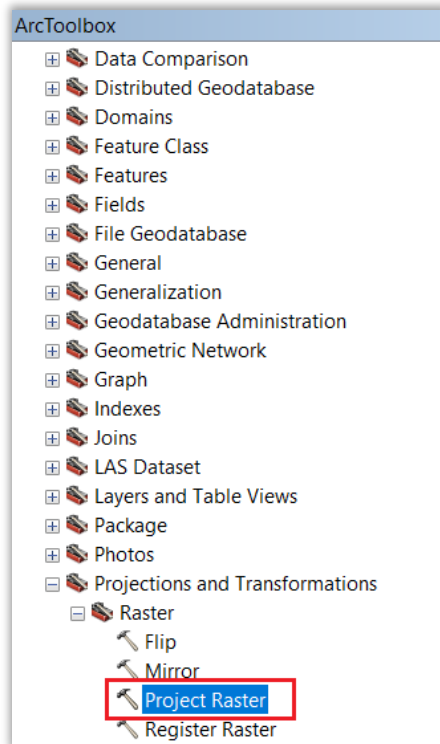 ArcToolbox
Data Comparison
Distributed Geodatabase
Domains
Feature Class
Features
Fields
File Geodatabase
General
Generalization
Geodatabase Administration
Geometric Network
Graph
Indexes
Joins
LAS Dataset
Layers and Table Views
Package
Photos
Projections and Transformations
Raster
Flip
Mirror
Project Raster
Register Raster